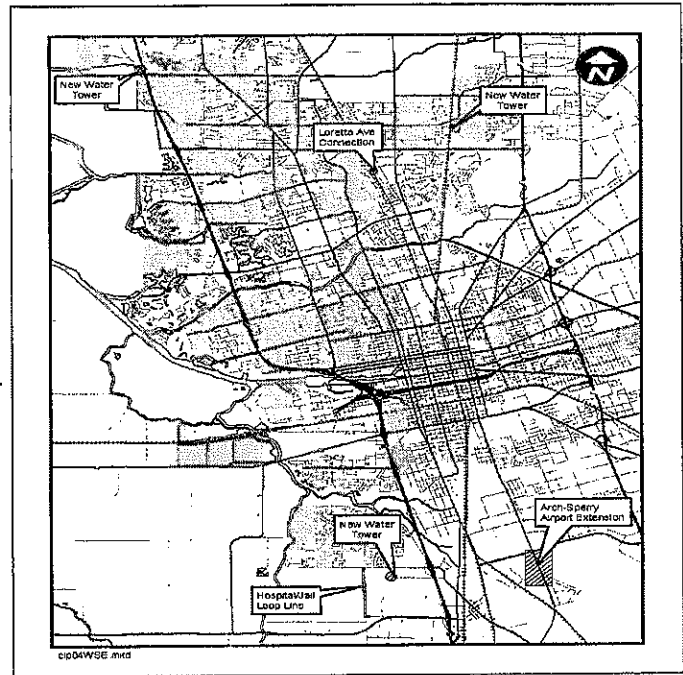 N
New Water
Tower
New Water
Tower
Loretta Ave
Connection
Arch-Sperry
Airport Extension
New Water
Tower
Hospital/Jail
Loop Line
cip04WSE.mxd